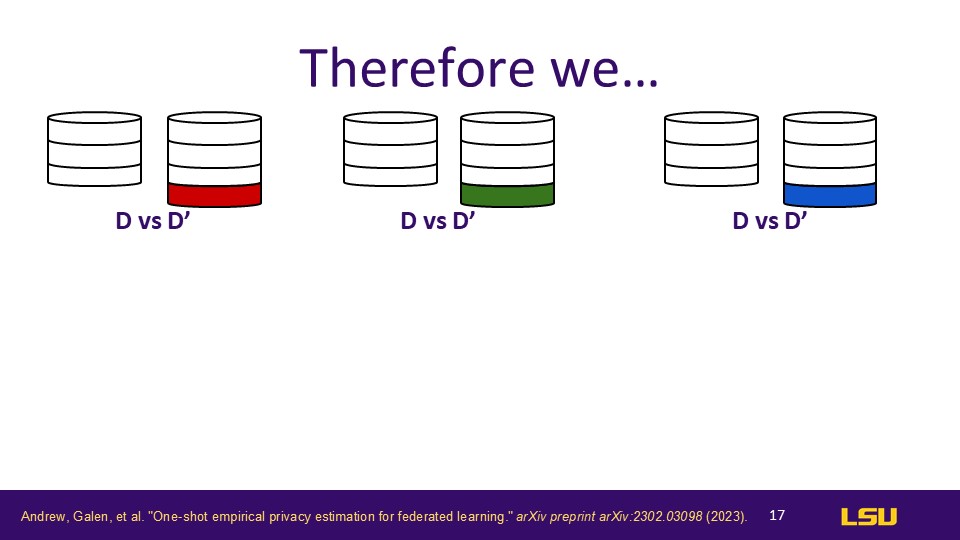 Therefore we…
D vs D’
D vs D’
D vs D’
Andrew, Galen, et al. "One-shot empirical privacy estimation for federated learning." arXiv preprint arXiv:2302.03098 (2023).
17
LSU